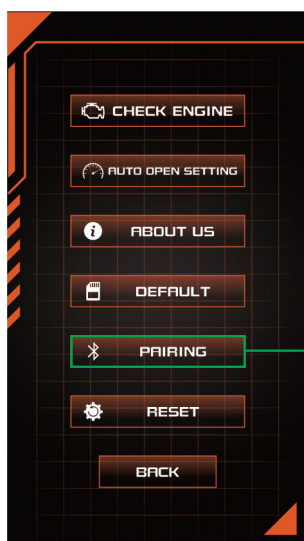 CHECK ENGINE
AUTO OPEN SETTING
ABOUT US
DEFAULT
PAIRING
RESET
BACK